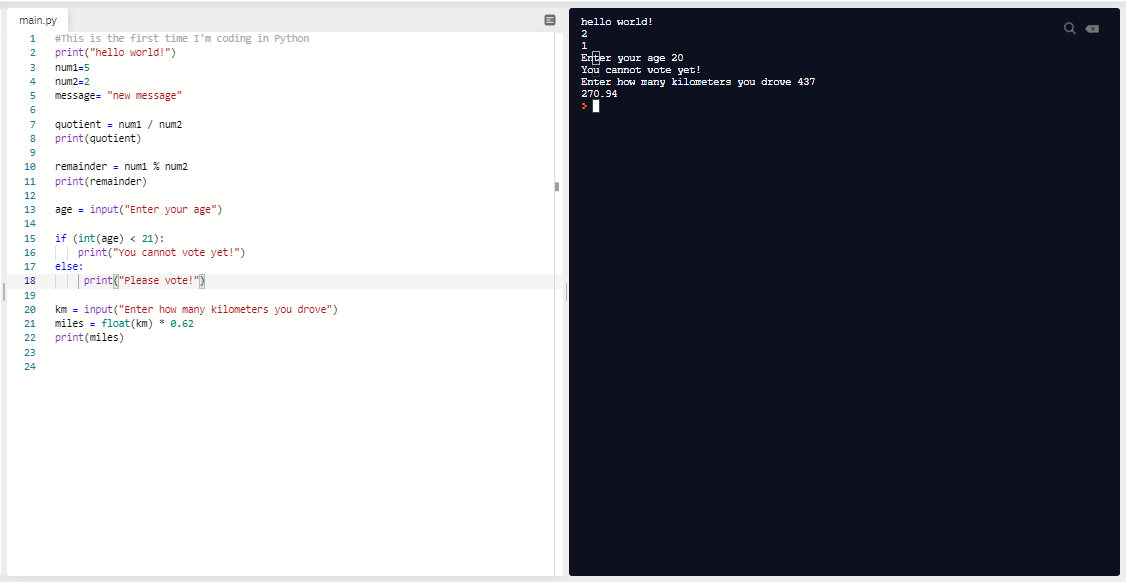 main.py
1 #This is the first time I'm coding in Python
2 print("hello world!")
3 num1=5
4 num2=2
5 message= "new message"
6
7 quotient = num1 / num2
8 print(quotient)
9
10 remainder = num1 % num2
11 print(remainder)
12
13 age = input("Enter your age")
14
15 if (int(age) < 21):
16 print("You cannot vote yet!")
17 else:
18 print("Please vote!")
19
20 km = input("Enter how many kilometers you drove")
21 miles = float(km) * 0.62
22 print(miles)
23
24
hello world!
2
1
Enter your age 20
You cannot vote yet!
Enter how many kilometers you drove 437
270.94
>